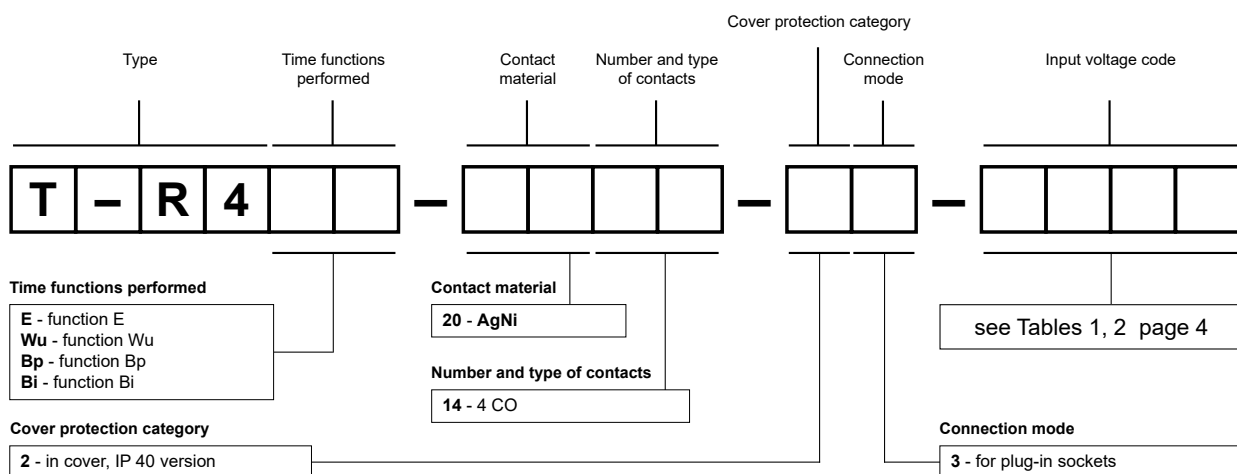 Cover protection category
Type
Time functions
performed
Contact
material
Number and type
of contacts
Connection
mode
Input voltage code
T – R 4 – – –
Time functions performed
E - function E
Wu - function Wu
Bp - function Bp
Bi - function Bi
Contact material
20 - AgNi
see Tables 1, 2 page 4
Number and type of contacts
14 - 4 CO
Cover protection category
2 - in cover, IP 40 version
Connection mode
3 - for plug-in sockets